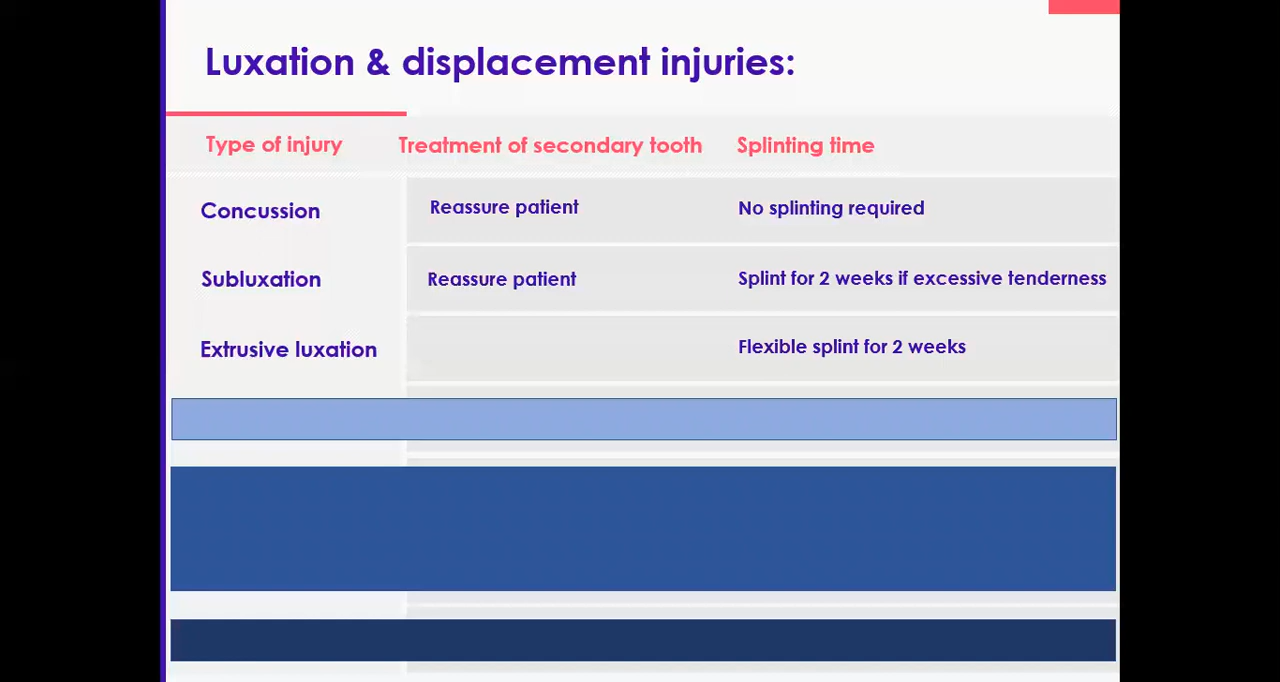 Luxation & displacement injuries:
Type of injury Treatment of secondary tooth Splinting time
Concussion Reassure patient No splinting required
Subluxation Reassure patient Splint for 2 weeks if excessive tenderness
Extrusive luxation Flexible splint for 2 weeks